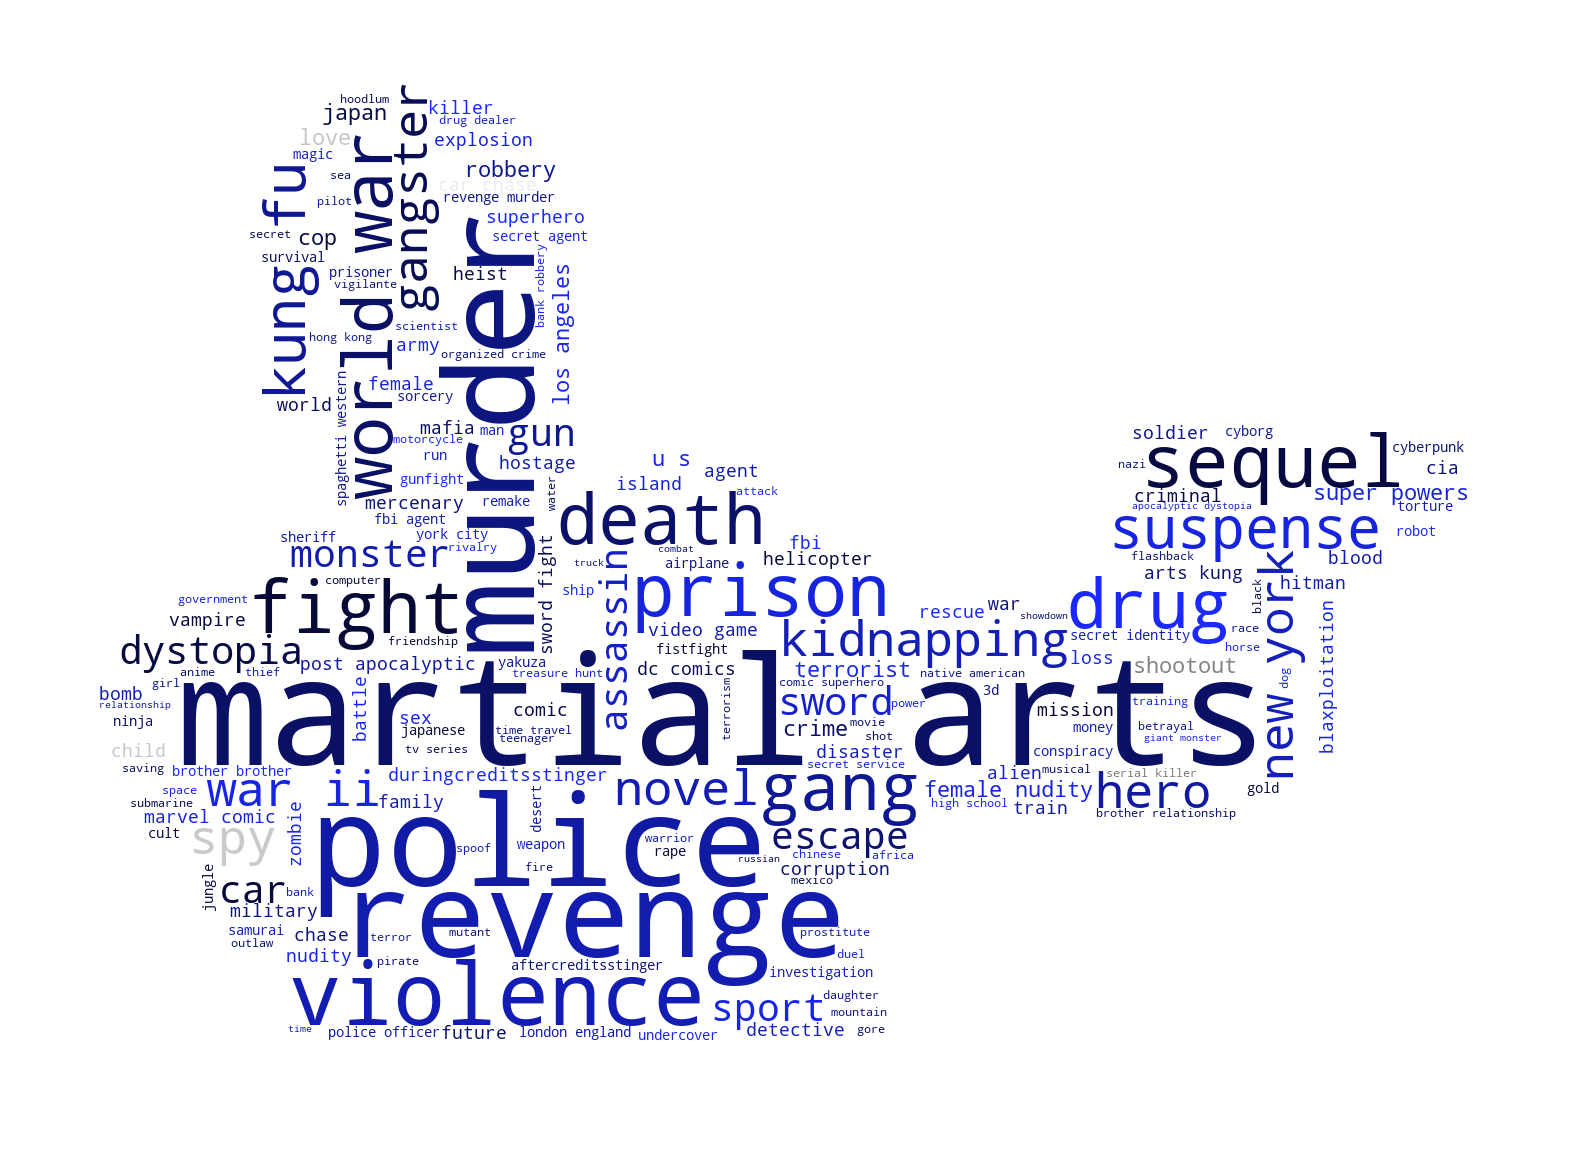 hoodlum
japan
killer
drug dealer
love
explosion
magic
robbery
sea
car chase
pilot
revenge murder
kung fu
world war
gangster
superhero
secret
cop
secret agent
survival
prisoner
heist
vigilante
murder
bank robbery
los angeles
scientist
hong kong
army
organized crime
female
sorcery
world
spaghetti western
mafia
man
gun
motorcycle
run
hostage
gunfight
mercenary
remake
water
fbi agent
sheriff
york city
monster
rivalry
u s
agent
island
attack
death
soldier
cyborg
sequel
cyberpunk
nazi
cia
criminal
super powers
apocalyptic dystopia
torture
suspense
robot
fbi
combat
truck
airplane
helicopter
flashback
blood
arts kung
hitman
computer
government
fight
vampire
friendship
sword fight
ship
assassin
prison
rescue
war
showdown
drug
black
new york
blaxploitation
video game
kidnapping
secret identity
race
horse
fistfight
dystopia
post apocalyptic
yakuza
dc comics
terrorist
native american
loss
shootout
anime
thief
treasure hunt
girl
comic superhero
dog
bomb
relationship
martial arts
battle
terrorism
sword
power
3d
ninja
sex
comic
mission
training
japanese
time travel
teenager
crime
movie
shot
money
betrayal
giant monster
child
tv series
disaster
conspiracy
saving
brother brother
duringcreditsstinger
secret service
alien
musical
serial killer
space
war ii
family
novel
gang
female nudity
hero
gold
submarine
desert
high school
train
brother relationship
marvel comic
zombie
cult
spy
police
spoof
weapon
warrior
rape
escape
russian
chinese
africa
fire
corruption
mexico
jungle
car
bank
revenge
military
samurai
outlaw
chase
terror
mutant
prostitute
nudity
pirate
aftercreditsstinger
duel
investigation
violence
sport
daughter
mountain
time
police officer
future
london england
undercover
detective
gore